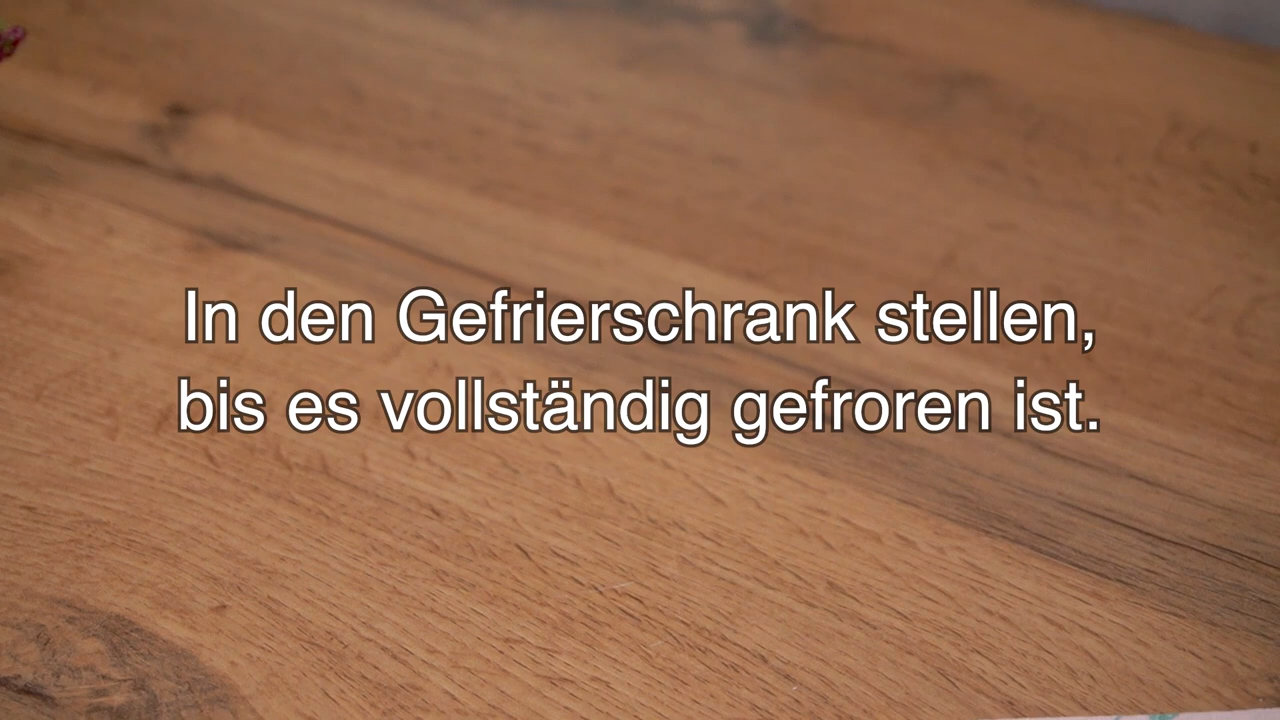 In den Gefrierschrank stellen,
bis es vollständig gefroren ist.